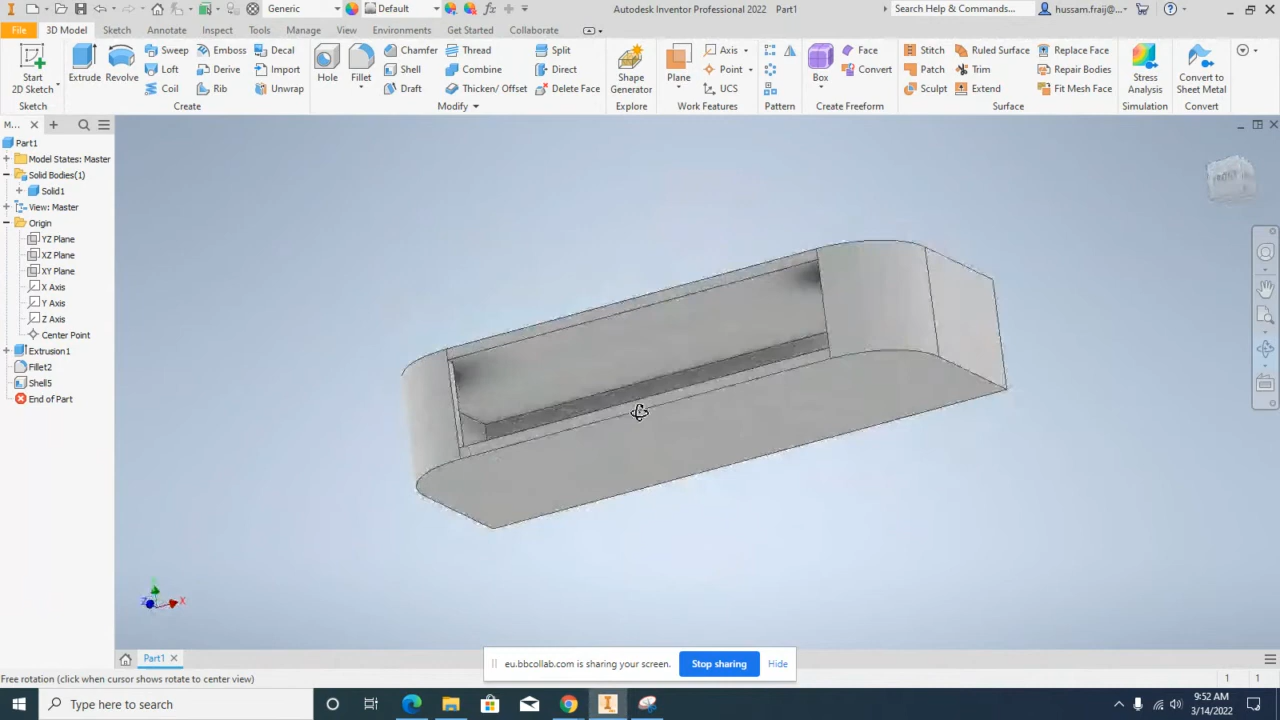 Generic
Default
Autodesk Inventor Professional 2022 Part1
Search Help & Commands...
hussam.fraij@...
File
3D Model
Sketch
Annotate
Inspect
Tools
Manage
View
Environments
Get Started
Collaborate
Start
2D Sketch
Extrude
Revolve
Sweep
Loft
Coil
Emboss
Derive
Rib
Decal
Import
Unwrap
Hole
Fillet
Chamfer
Shell
Draft
Thread
Combine
Thicken/ Offset
Split
Direct
Delete Face
Shape
Generator
Plane
Axis
Point
UCS
Box
Face
Convert
Stitch
Patch
Sculpt
Ruled Surface
Trim
Extend
Replace Face
Repair Bodies
Fit Mesh Face
Stress
Analysis
Convert to
Sheet Metal
Sketch
Create
Modify
Explore
Work Features
Pattern
Create Freeform
Surface
Simulation
Convert
M...
Part1
Model States: Master
Solid Bodies(1)
Solid1
View: Master
Origin
YZ Plane
XZ Plane
XY Plane
X Axis
Y Axis
Z Axis
Center Point
Extrusion1
Fillet2
Shell5
End of Part
Z
X
Part1
eu.bbcollab.com is sharing your screen.
Stop sharing
Hide
Free rotation (click when cursor shows rotate to center view)
1
1
Type here to search
9:52 AM
3/14/2022